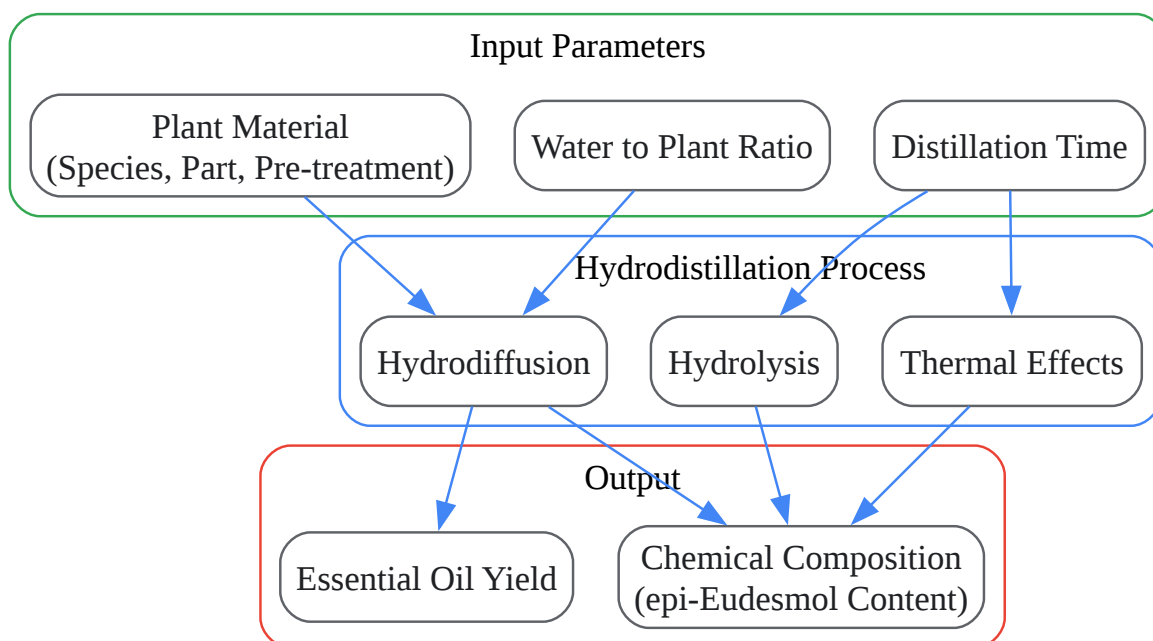 Input Parameters
Plant Material
(Species, Part, Pre-treatment)
Water to Plant Ratio
Distillation Time
Hydrodistillation Process
Hydrodiffusion
Hydrolysis
Thermal Effects
Output
Essential Oil Yield
Chemical Composition
(epi-Eudesmol Content)